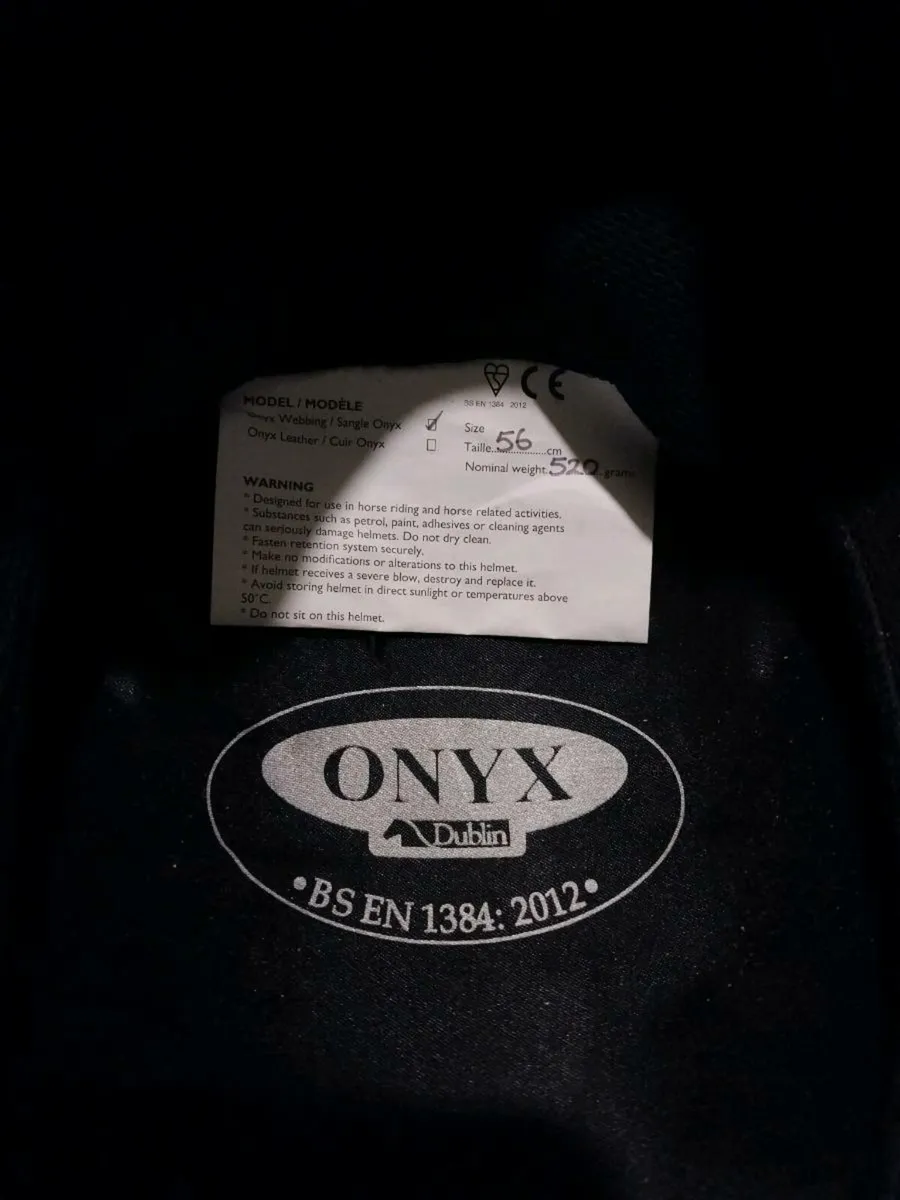 MODEL / MODÈLE
Onyx Webbing / Sangle Onyx
Onyx Leather / Cuir Onyx
CE
BS EN 1384 2012
Size
Taille 56 cm
Nominal weight 520 grams
WARNING
* Designed for use in horse riding and horse related activities.
* Substances such as petrol, paint, adhesives or cleaning agents
can seriously damage helmets. Do not dry clean.
* Fasten retention system securely.
* Make no modifications or alterations to this helmet.
* If helmet receives a severe blow, destroy and replace it.
* Avoid storing helmet in direct sunlight or temperatures above
50°C.
* Do not sit on this helmet.
ONYX
Dublin
•BS EN 1384: 2012•